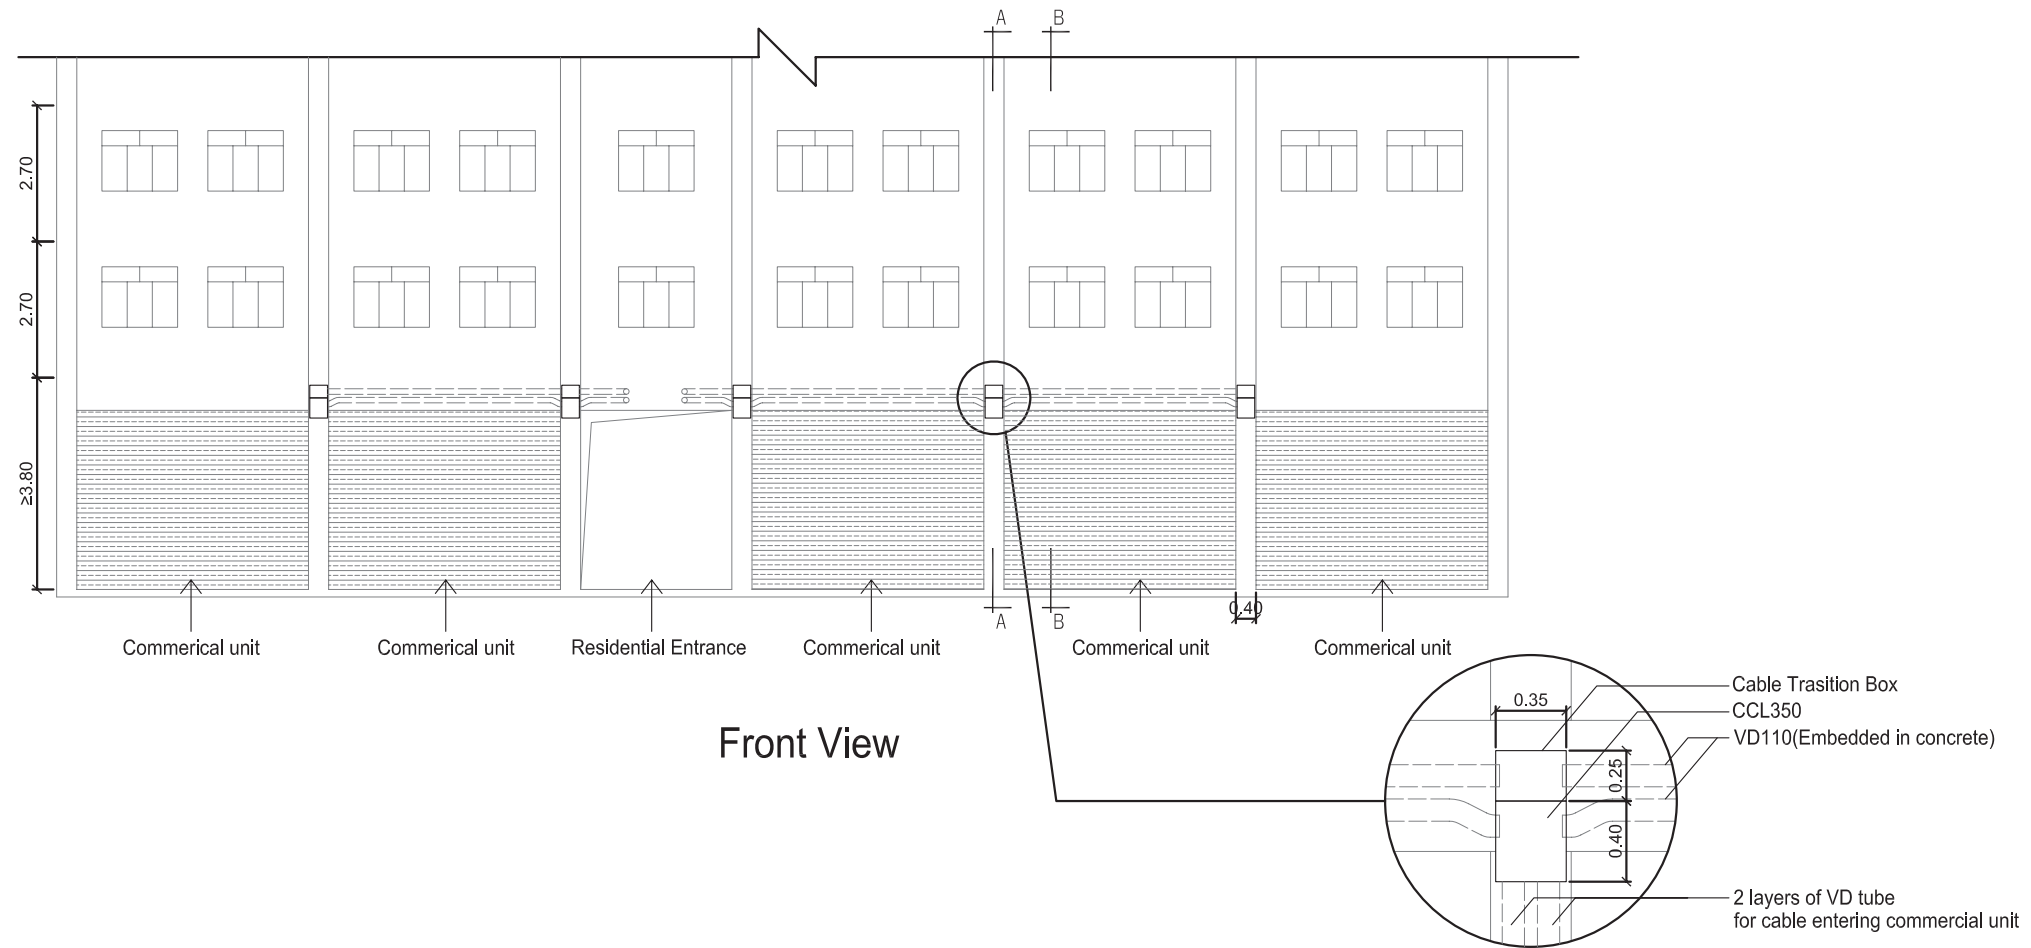 A B
2.70
2.70
≥3.80
0.40
A B
Commerical unit Commerical unit Residential Entrance Commerical unit Commerical unit Commerical unit
Front View
Cable Trasition Box
CCL350
VD110(Embedded in concrete)
0.35
0.25
0.40
2 layers of VD tube
for cable entering commercial unit